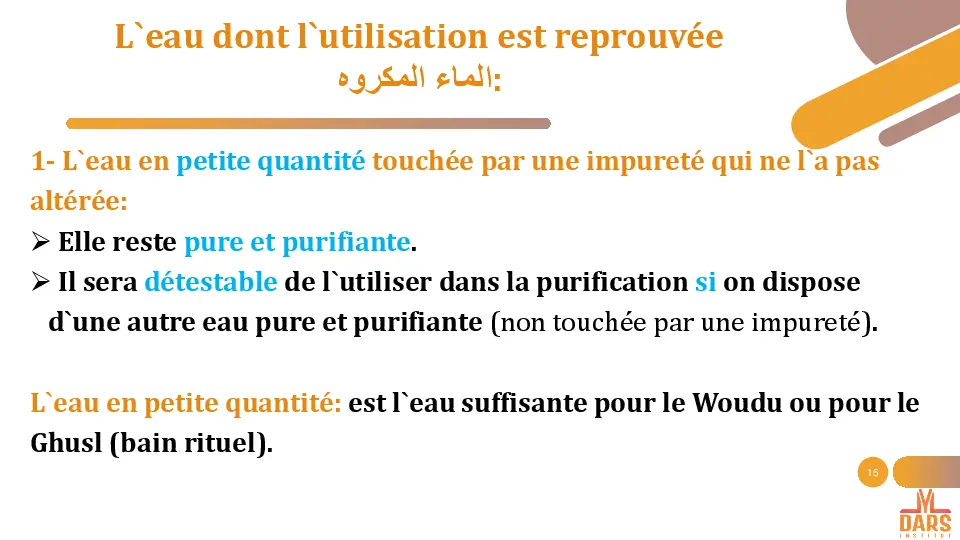 L`eau dont l`utilisation est reprouvée
الماء المكروه:
1- L`eau en petite quantité touchée par une impureté qui ne l`a pas
altérée:
➢ Elle reste pure et purifiante.
➢ Il sera détestable de l`utiliser dans la purification si on dispose
d`une autre eau pure et purifiante (non touchée par une impureté).
L`eau en petite quantité: est l`eau suffisante pour le Woudu ou pour le
Ghusl (bain rituel).
15
DARS
INSTITUT